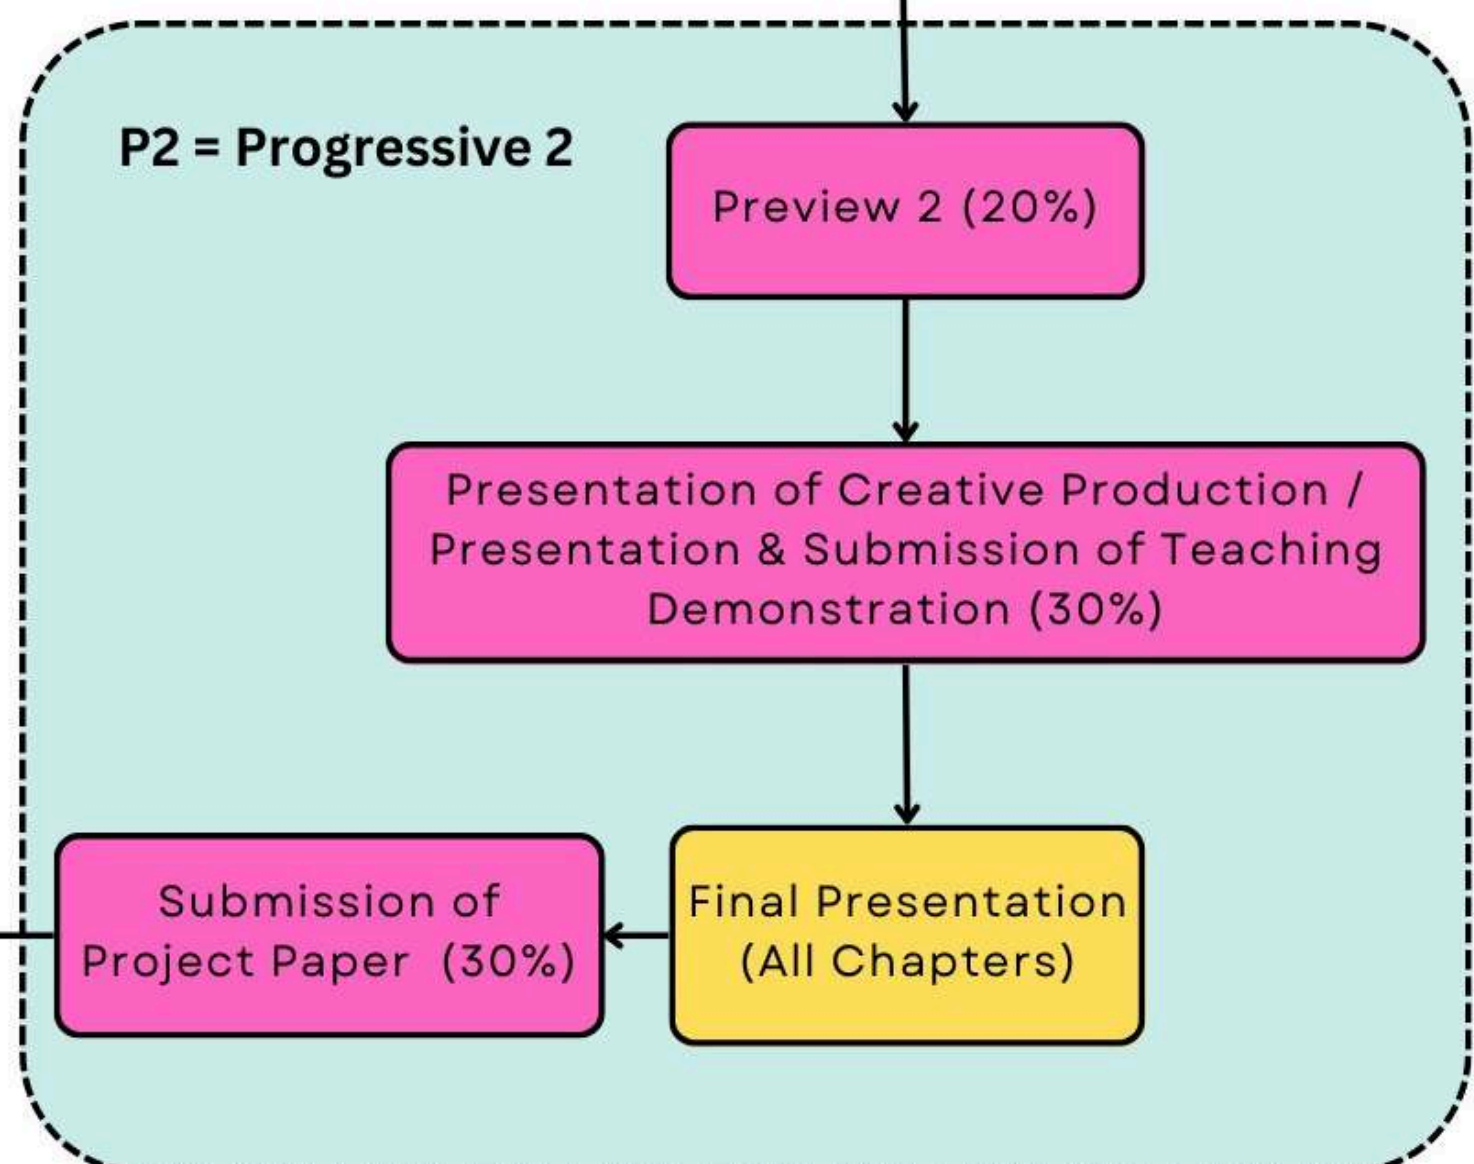 P2 = Progressive 2
Preview 2 (20%)
Presentation of Creative Production /
Presentation & Submission of Teaching
Demonstration (30%)
Final Presentation
(All Chapters)
Submission of
Project Paper (30%)